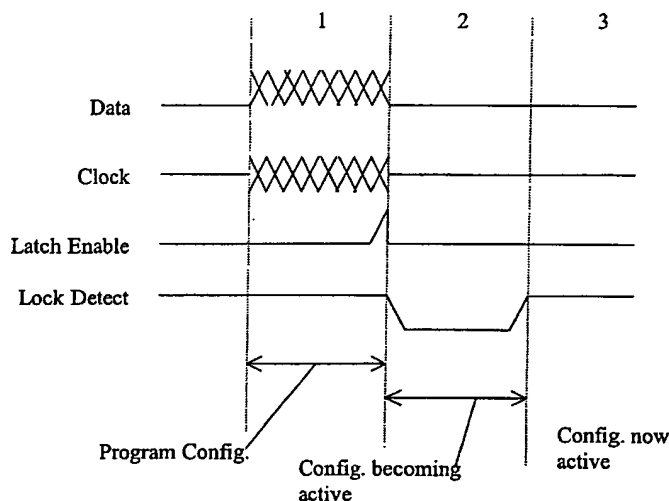 1 2 3
Data
Clock
Latch Enable
Lock Detect
Program Config.
Config. becoming
active
Config. now
active